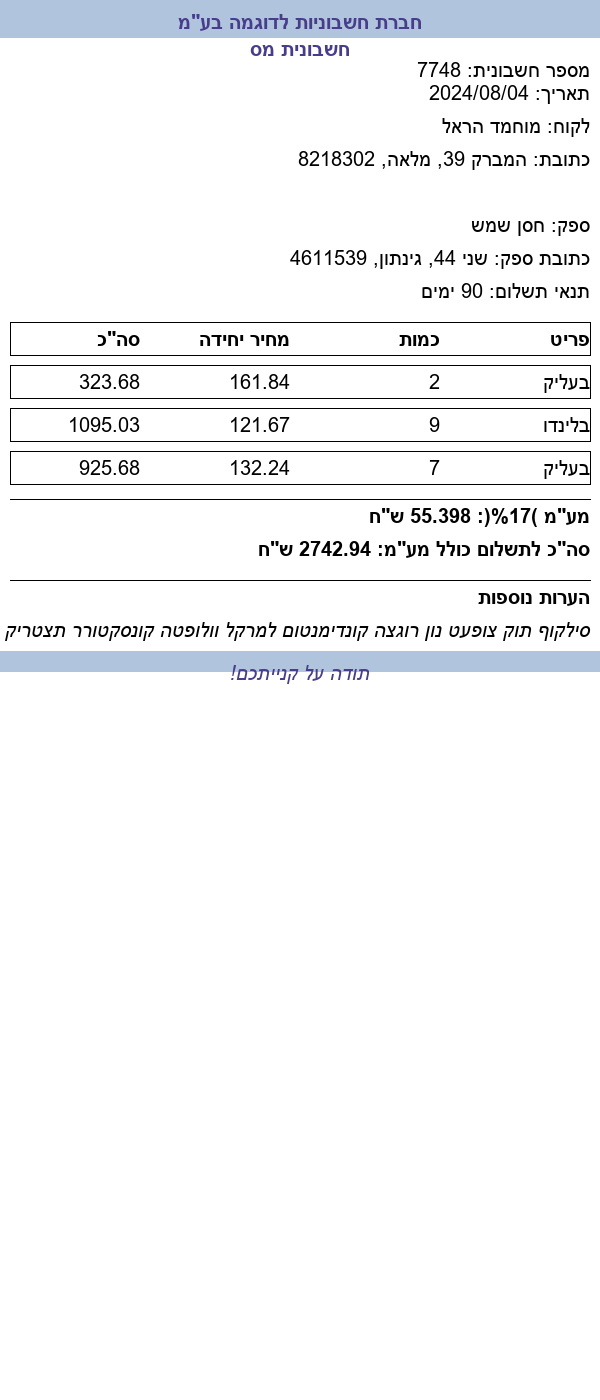 חברת חשבוניות לדוגמה בע"מ
חשבונית מס
מספר חשבונית: 7748
תאריך: 2024/08/04
לקוח: מוחמד הראל
כתובת: המברק 39, מלאה, 8218302
ספק: חסן שמש
כתובת ספק: שני 44, גינתון, 4611539
תנאי תשלום: 90 ימים
פריט כמות מחיר יחידה סה"כ
בעליק 2 161.84 323.68
בלינדו 9 121.67 1095.03
בעליק 7 132.24 925.68
מע"מ )17%(: 55.398 ש"ח
סה"כ לתשלום כולל מע"מ: 2742.94 ש"ח
הערות נוספות
סילקוף תוק צופעט נון רוגצה קונדימנטום למרקל וולופטה קונסקטורר תצטריק
תודה על קנייתכם!